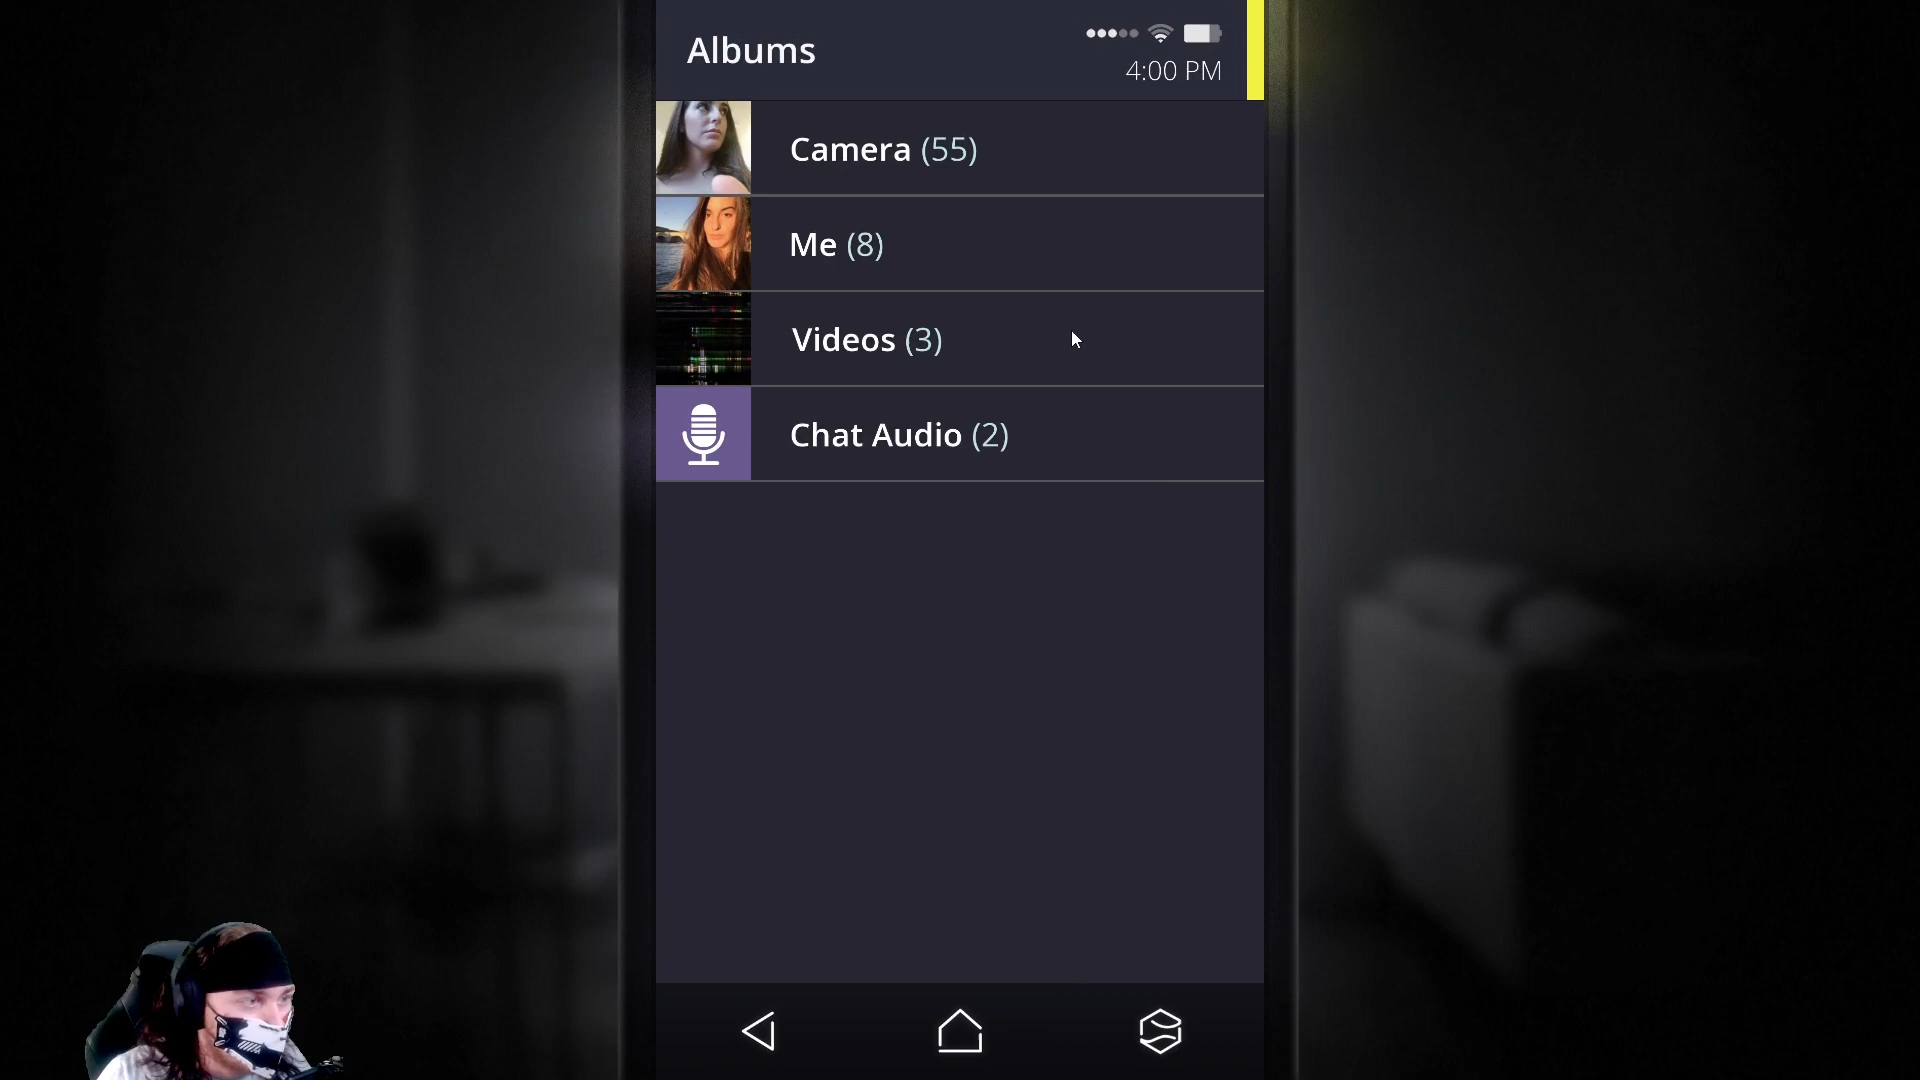 Albums
4:00 PM
Camera (55)
Me (8)
Videos (3)
Chat Audio (2)